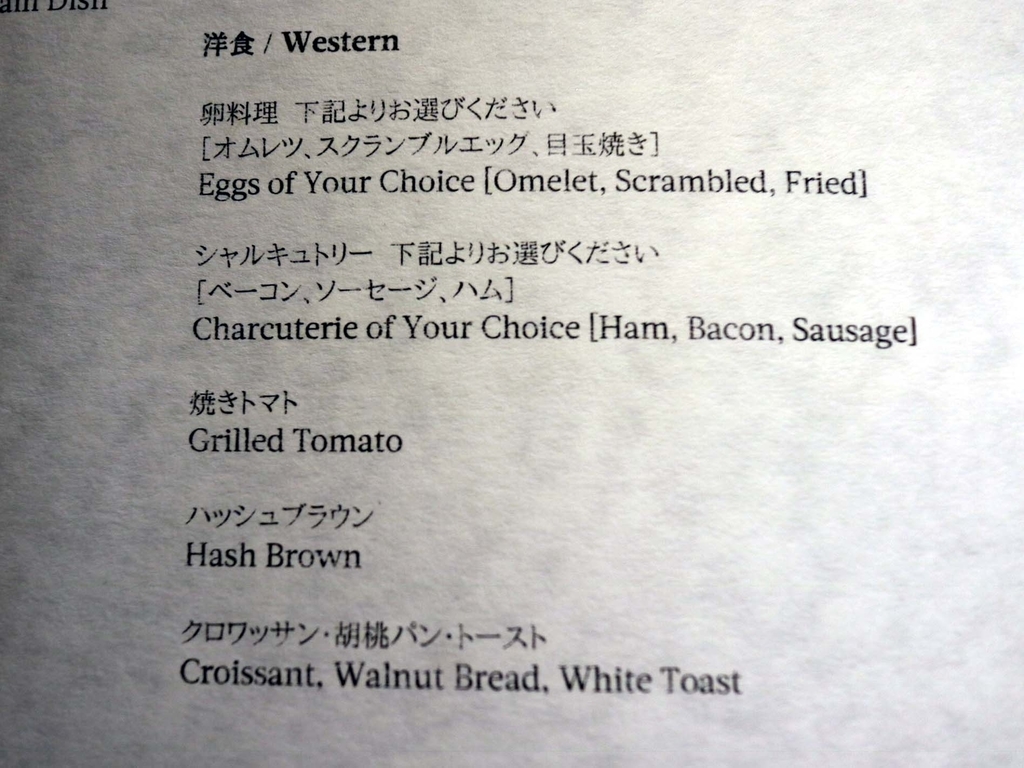 Dish
洋食 / Western
卵料理 下記よりお選びください
[オムレツ、スクランブルエッグ、目玉焼き]
Eggs of Your Choice [Omelet, Scrambled, Fried]
シャルキュトリー 下記よりお選びください
[ベーコン、ソーセージ、ハム]
Charcuterie of Your Choice [Ham, Bacon, Sausage]
焼きトマト
Grilled Tomato
ハッシュブラウン
Hash Brown
クロワッサン・胡桃パン・トースト
Croissant, Walnut Bread, White Toast